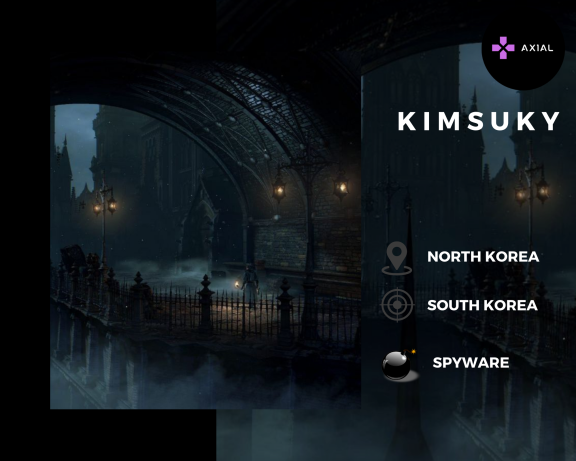 AXIAL
KIMSUKY
NORTH KOREA
SOUTH KOREA
SPYWARE